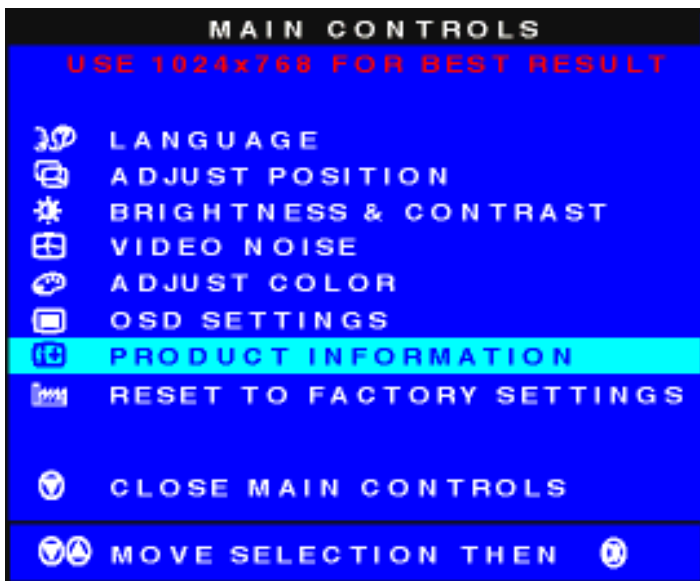 MAIN CONTROLS
USE 1024x768 FOR BEST RESULT
LANGUAGE
ADJUST POSITION
BRIGHTNESS & CONTRAST
VIDEO NOISE
ADJUST COLOR
OSD SETTINGS
PRODUCT INFORMATION
RESET TO FACTORY SETTINGS
CLOSE MAIN CONTROLS
MOVE SELECTION THEN